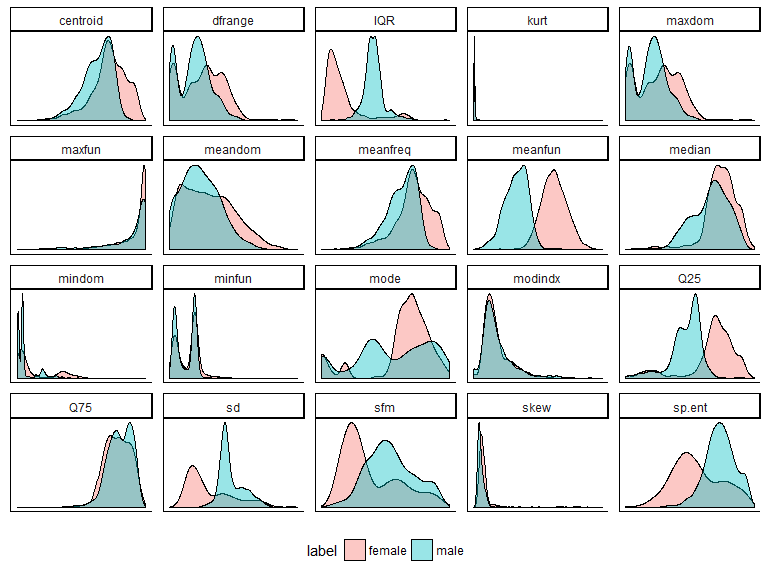 centroid dfrange IQR kurt maxdom
maxfun meandom meanfreq meanfun median
mindom minfun mode modindx Q25
Q75 sd sfm skew sp.ent
label female male